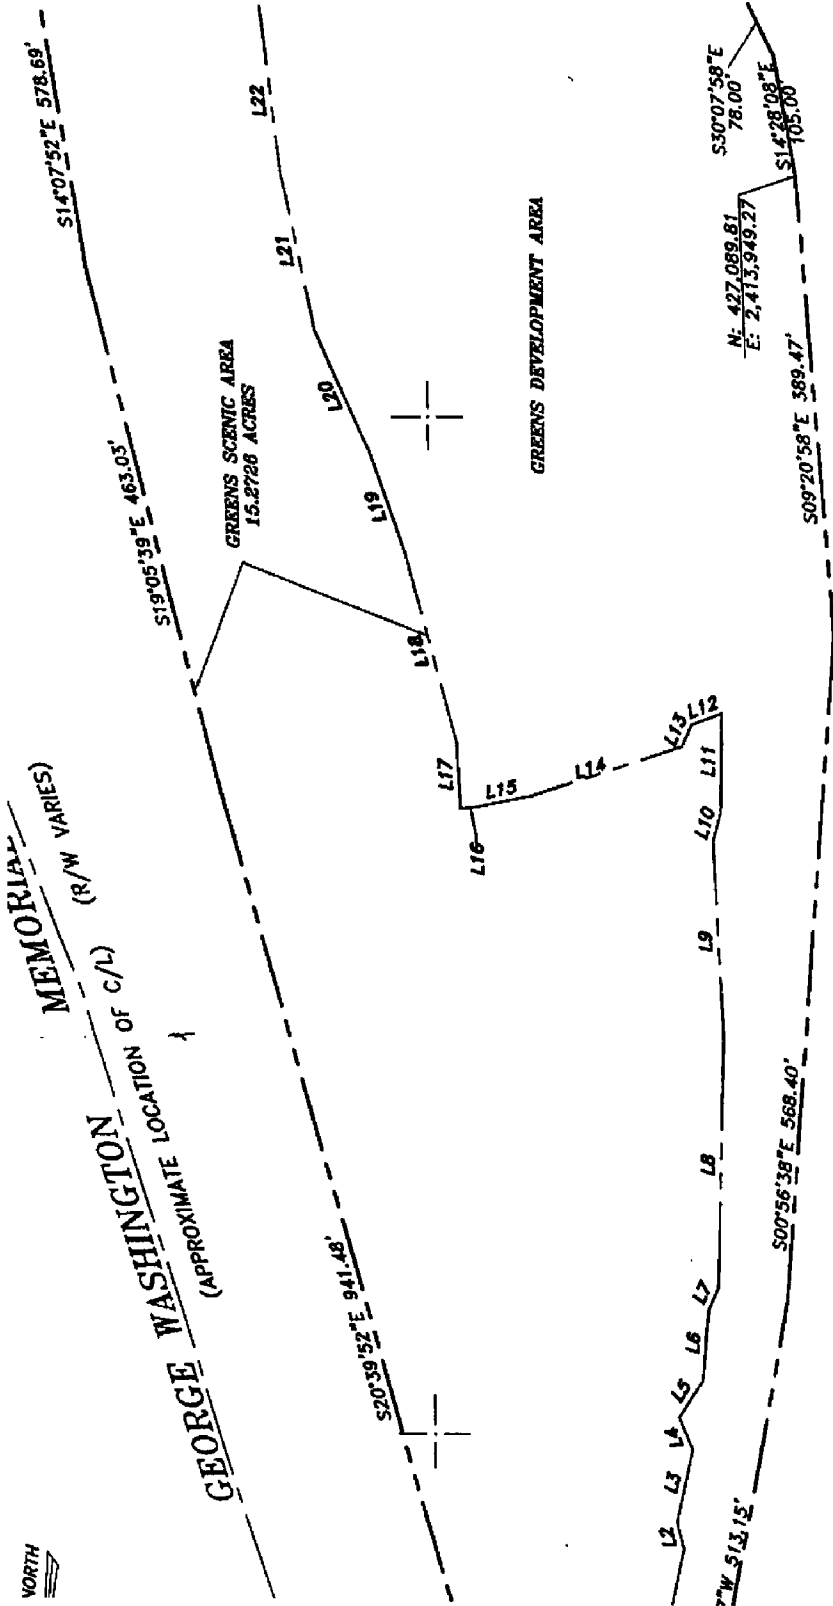 S14°07'52"E 578.69'
L22
S30°07'58"E
78.00'
S14°28'08"E
105.00'
N: 427,089.81
E: 2,413,949.27
L21
GREENS DEVELOPMENT AREA
GREENS SCENIC AREA
15.2726 ACRES
L20
L19
S19°05'39"E 463.03'
S09°20'58"E 389.47'
L18
L17
L16
L15
L14
L13
L12
L11
L10
L9
L8
L7
L6
L5
L4
L3
L2
GEORGE WASHINGTON MEMORIAL
(APPROXIMATE LOCATION OF C/L) (R/W VARIES)
S20°39'52"E 941.48'
S00°56'38"E 568.40'
7"W 513.15'
NORTH